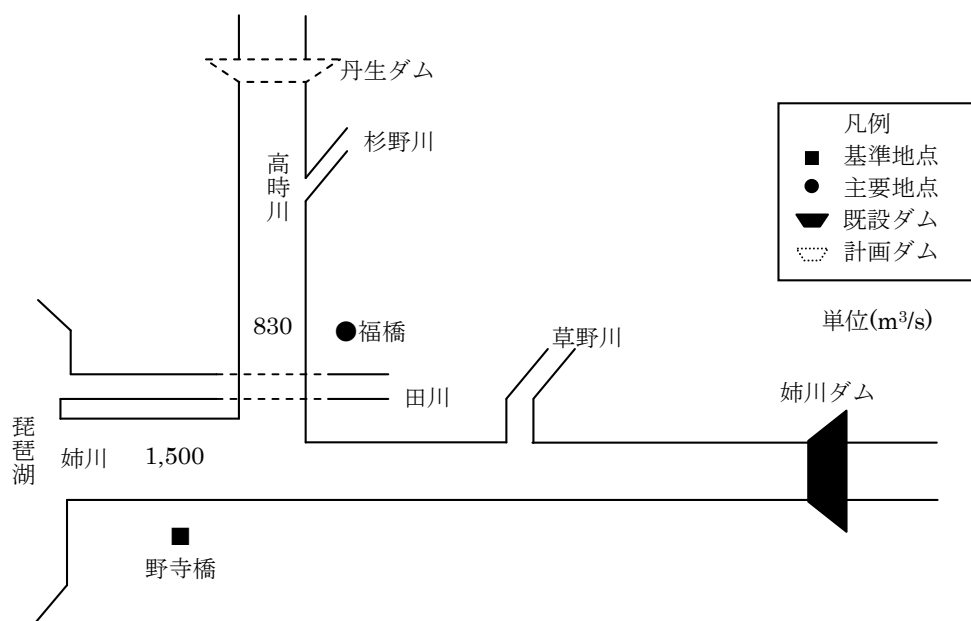 丹生ダム
杉野川
高時川
凡例
基準地点
主要地点
既設ダム
計画ダム
単位(m³/s)
830
福橋
草野川
田川
姉川ダム
琵琶湖
姉川
1,500
野寺橋